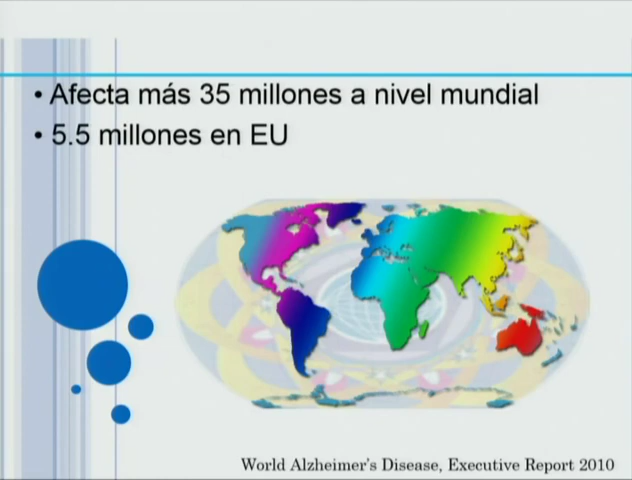 • Afecta más 35 millones a nivel mundial
• 5.5 millones en EU
World Alzheimer's Disease, Executive Report 2010